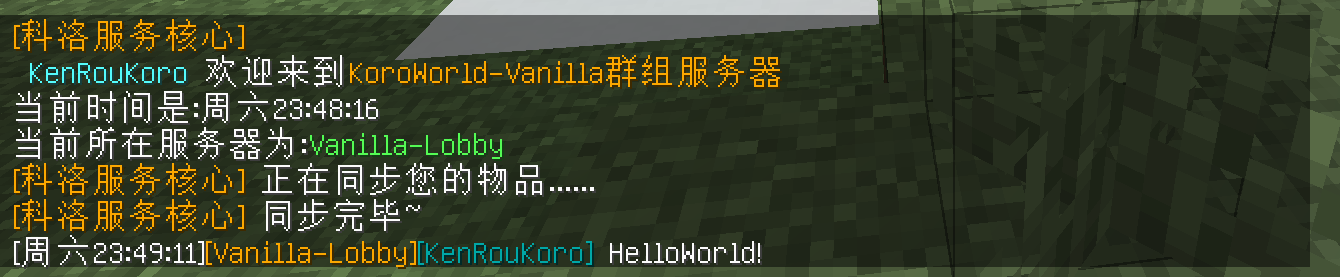 [科洛服务核心]
KenRouKoro 欢迎来到KoroWorld-Vanilla群组服务器
当前时间是:周六23:48:16
当前所在服务器为:Vanilla-Lobby
[科洛服务核心] 正在同步您的物品......
[科洛服务核心] 同步完毕~
[周六23:49:11][Vanilla-Lobby][KenRouKoro] HelloWorld!